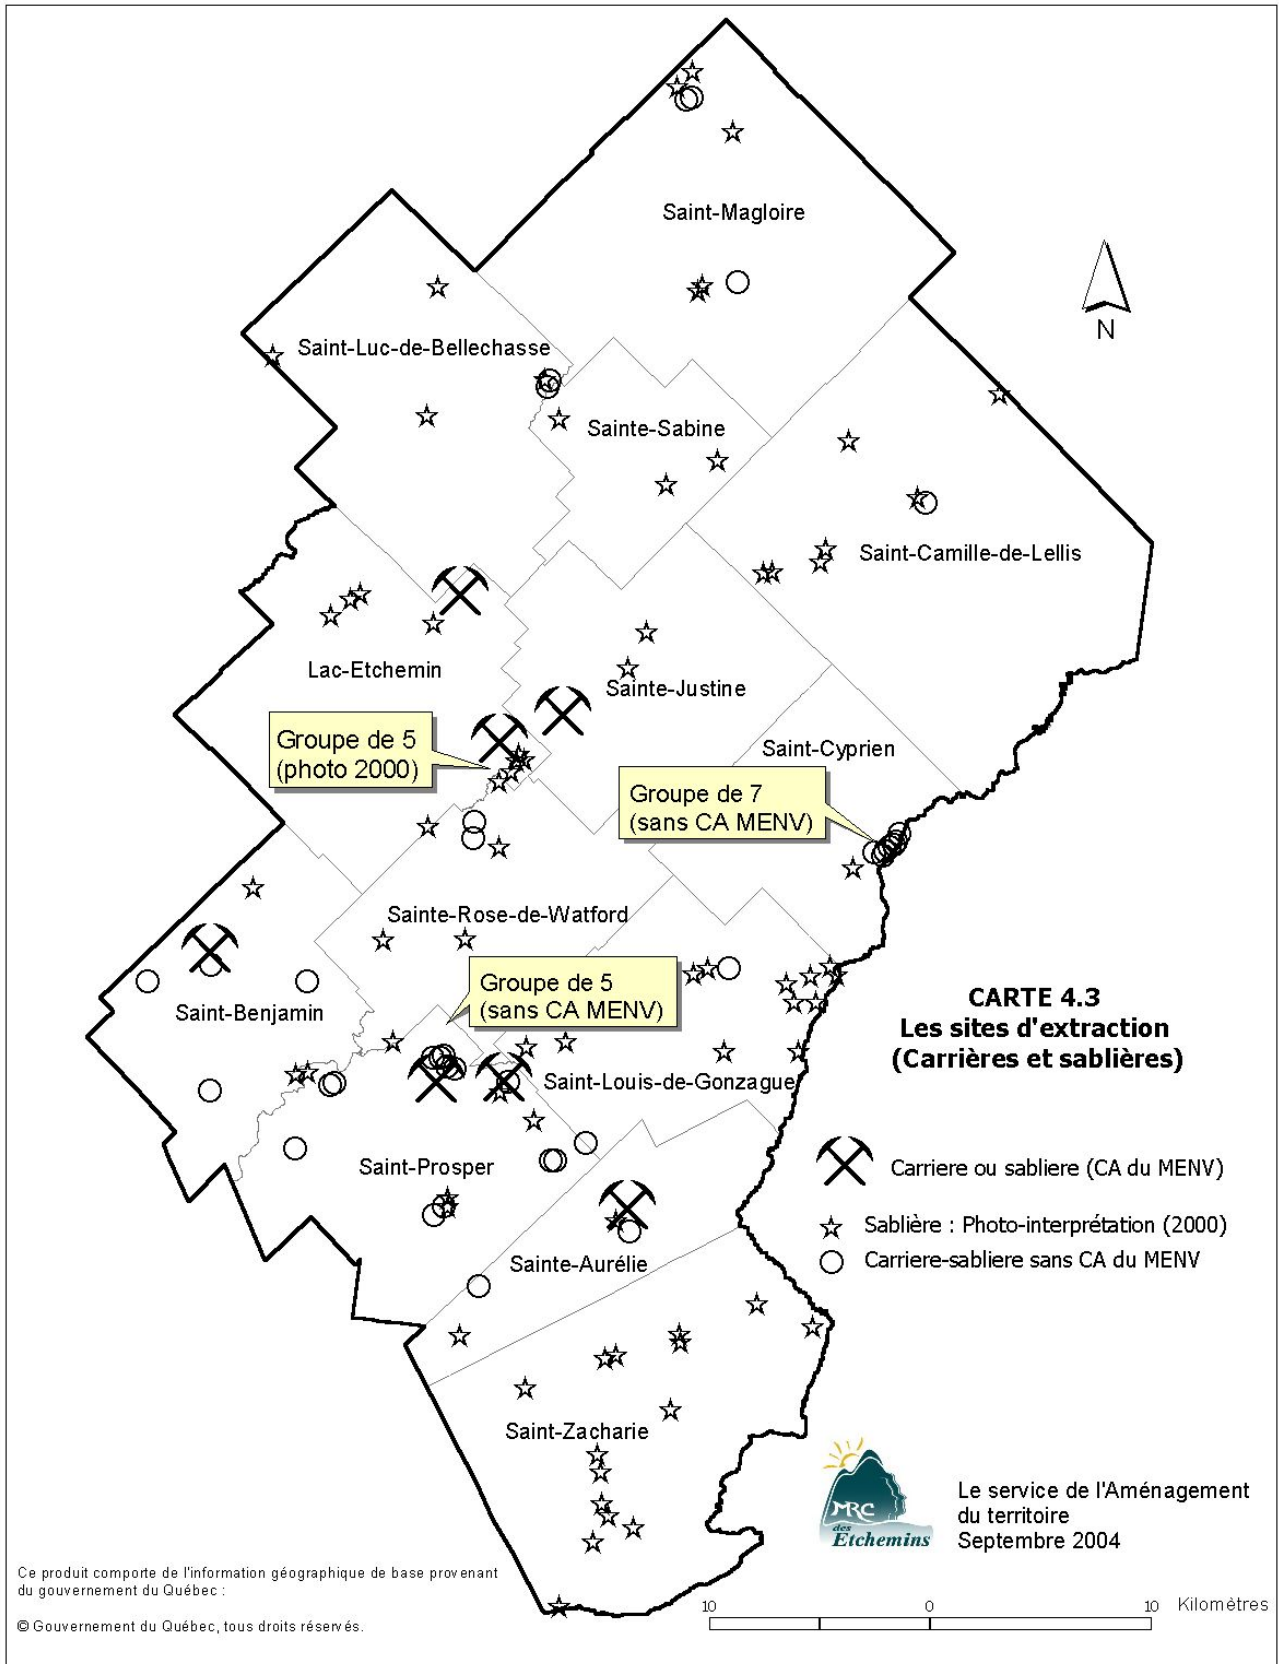 Saint-Magloire
N
Saint-Luc-de-Bellechasse
Sainte-Sabine
Saint-Camille-de-Lellis
Lac-Etchemin
Sainte-Justine
Groupe de 5
(photo 2000)
Saint-Cyprien
Groupe de 7
(sans CA MENV)
Sainte-Rose-de-Watford
Groupe de 5
(sans CA MENV)
Saint-Benjamin
CARTE 4.3
Les sites d'extraction
(Carrières et sablières)
Saint-Louis-de-Gonzague
Saint-Prosper
Carriere ou sabliere (CA du MENV)
Sablière : Photo-interprétation (2000)
Carriere-sabliere sans CA du MENV
Sainte-Aurélie
Saint-Zacharie
MRC
des
Etchemins
Le service de l'Aménagement
du territoire
Septembre 2004
Ce produit comporte de l'information géographique de base provenant
du gouvernement du Québec :
© Gouvernement du Québec, tous droits réservés.
10 0 10 Kilomètres